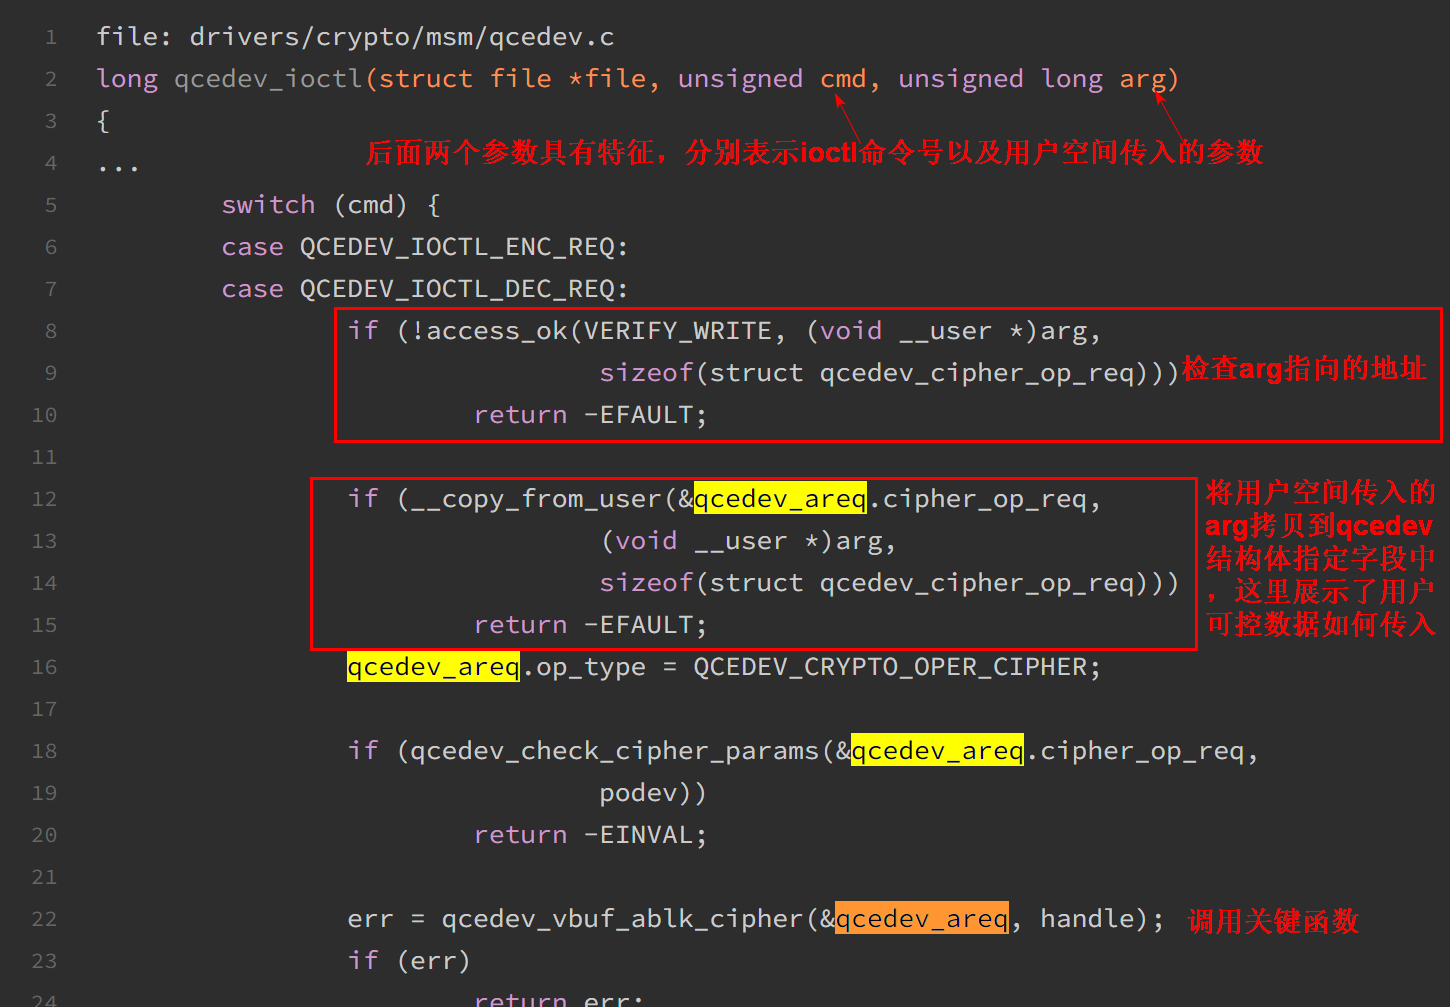 1 file: drivers/crypto/msm/qcedev.c
2 long qcedev_ioctl(struct file *file, unsigned cmd, unsigned long arg)
3 {
后面两个参数具有特征，分别表示ioctl命令号以及用户空间传入的参数
4 ...
5 switch (cmd) {
6 case QCEDEV_IOCTL_ENC_REQ:
7 case QCEDEV_IOCTL_DEC_REQ:
8 if (!access_ok(VERIFY_WRITE, (void __user *)arg,
9 sizeof(struct qcedev_cipher_op_req))) 检查arg指向的地址
10 return -EFAULT;
11
12 if (__copy_from_user(&qcedev_areq.cipher_op_req,
13 (void __user *)arg,
14 sizeof(struct qcedev_cipher_op_req)))
15 return -EFAULT;
将用户空间传入的
arg拷贝到qcedev
结构体指定字段中
，这里展示了用户
可控数据如何传入
16 qcedev_areq.op_type = QCEDEV_CRYPTO_OPER_CIPHER;
17
18 if (qcedev_check_cipher_params(&qcedev_areq.cipher_op_req,
19 podev))
20 return -EINVAL;
21
22 err = qcedev_vbuf_ablk_cipher(&qcedev_areq, handle); 调用关键函数
23 if (err)
24 return err;